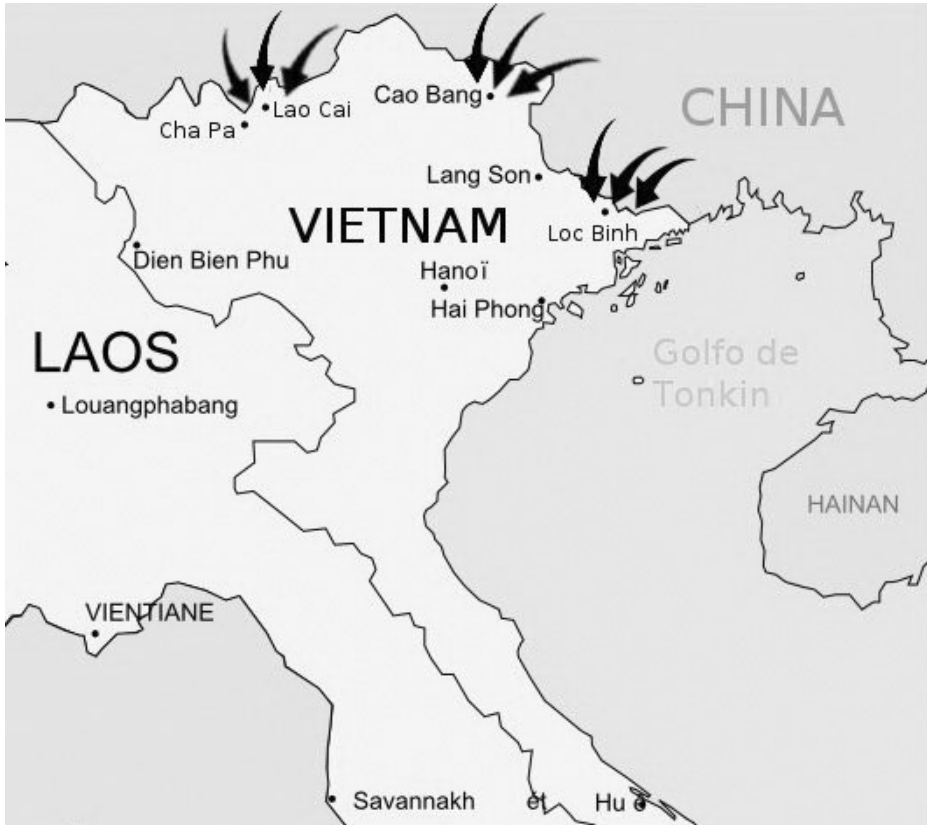 Cao Bang
CHINA
Lao Cai
Cha Pa
Lang Son
VIETNAM
Loc Binh
Dien Bien Phu
Hanoï
Hai Phong
LAOS
Golfo de
Tonkin
Louangphabang
HAINAN
VIENTIANE
Savannakh ét
Hu é